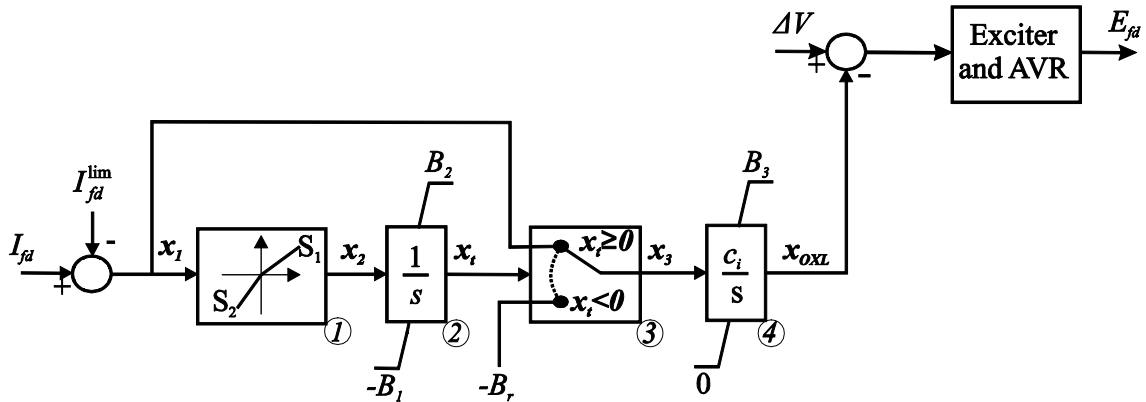 ΔV
+
-
Exciter
and AVR
E_fd
I_fd^lim
-
I_fd
+
x_1
S_1
S_2
1
x_2
B_2
1
s
-B_1
2
x_t
x_t≥0
x_t<0
3
-B_r
x_3
B_3
c_i
s
0
4
x_OXL